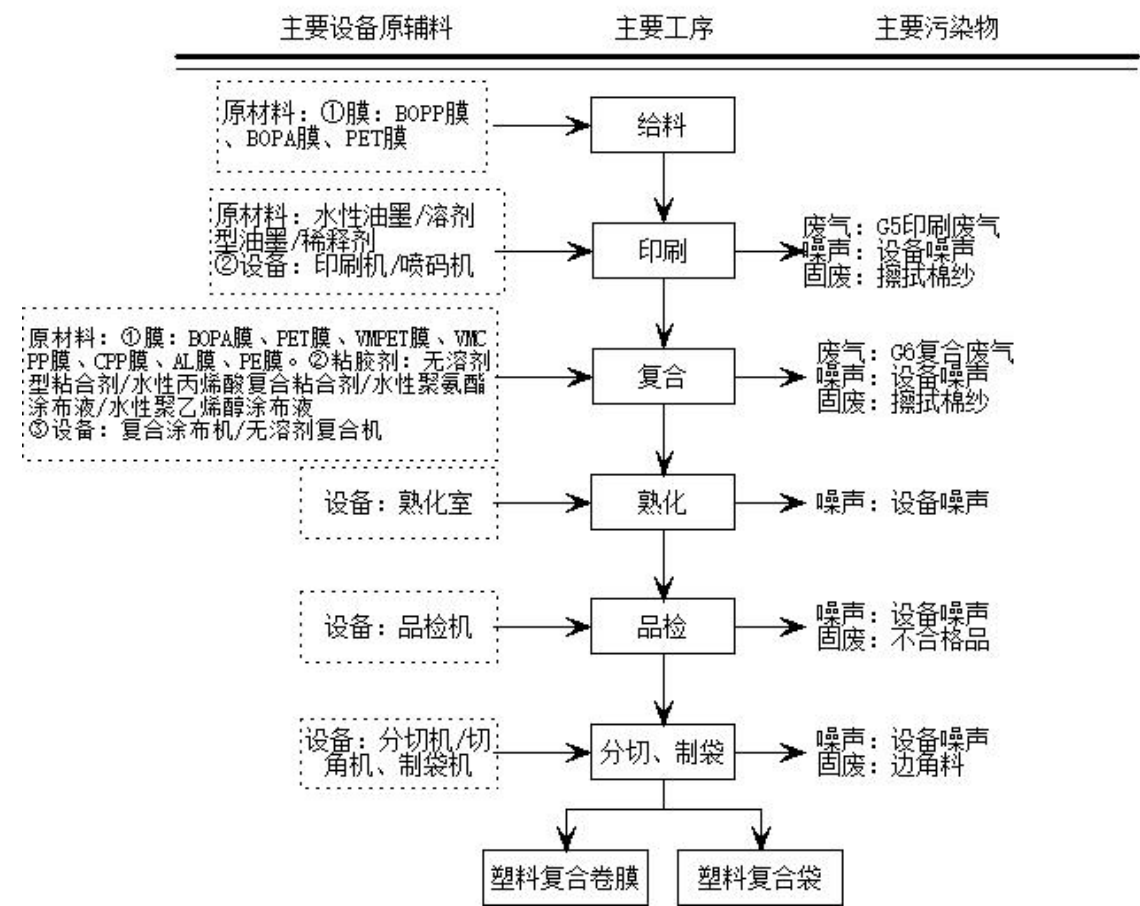 主要设备原辅料
主要工序
主要污染物
原材料：①膜：BOPP膜
、BOPA膜、PET膜
给料
原材料：水性油墨/溶剂
型油墨/稀释剂
②设备：印刷机/喷码机
印刷
废气：G5印刷废气
噪声：设备噪声
固废：擦拭棉纱
原材料：①膜：BOPA膜、PET膜、VMPET膜、VMC
PP膜、CPP膜、AL膜、PE膜。②粘胶剂：无溶剂
型粘合剂/水性丙烯酸复合粘合剂/水性聚氨酯
涂布液/水性聚乙烯醇涂布液
③设备：复合涂布机/无溶剂复合机
复合
废气：G6复合废气
噪声：设备噪声
固废：擦拭棉纱
设备：熟化室
熟化
噪声：设备噪声
设备：品检机
品检
噪声：设备噪声
固废：不合格品
设备：分切机/切
角机、制袋机
分切、制袋
噪声：设备噪声
固废：边角料
塑料复合卷膜
塑料复合袋